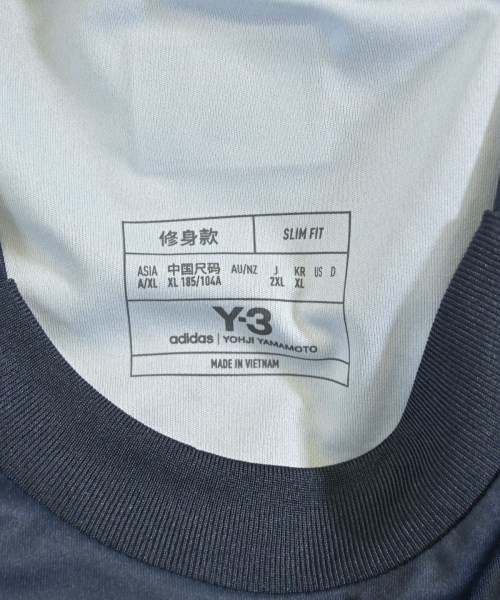 修身款 SLIM FIT
ASIA 中国尺码 AU/NZ J KR US D
A/XL XL 185/104A 2XL XL
Y-3
adidas | YOHJI YAMAMOTO
MADE IN VIETNAM